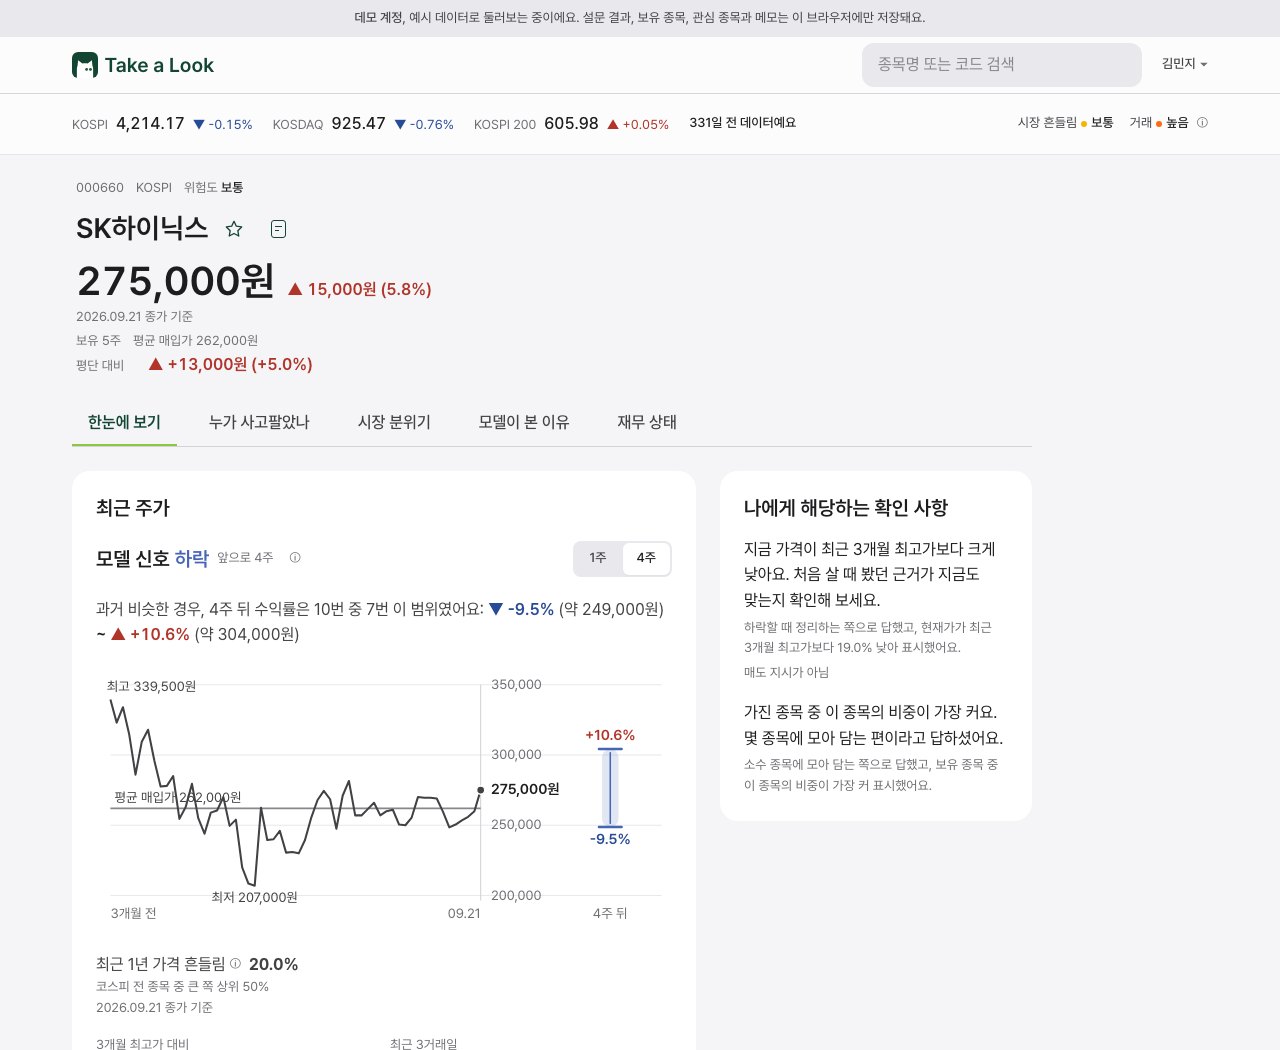 데모 계정, 예시 데이터로 둘러보는 중이에요. 설문 결과, 보유 종목, 관심 종목과 메모는 이 브라우저에만 저장돼요.
Take a Look
종목명 또는 코드 검색
김민지
KOSPI 4,214.17 ▼ -0.15% KOSDAQ 925.47 ▼ -0.76% KOSPI 200 605.98 ▲ +0.05% 331일 전 데이터예요
시장 흔들림 보통 거래 높음 ⓘ
000660 KOSPI 위험도 보통
SK하이닉스
275,000원 ▲ 15,000원 (5.8%)
2026.09.21 종가 기준
보유 5주 평균 매입가 262,000원
평단 대비 ▲ +13,000원 (+5.0%)
한눈에 보기 누가 사고팔았나 시장 분위기 모델이 본 이유 재무 상태
최근 주가
모델 신호 하락 앞으로 4주 ⓘ
1주 4주
과거 비슷한 경우, 4주 뒤 수익률은 10번 중 7번 이 범위였어요: ▼ -9.5% (약 249,000원)
~ ▲ +10.6% (약 304,000원)
최고 339,500원
350,000
+10.6%
300,000
275,000원
평균 매입가 262,000원
250,000
-9.5%
최저 207,000원
200,000
3개월 전 09.21 4주 뒤
최근 1년 가격 흔들림 ⓘ 20.0%
코스피 전 종목 중 큰 쪽 상위 50%
2026.09.21 종가 기준
3개월 최고가 대비 최근 3거래일
나에게 해당하는 확인 사항
지금 가격이 최근 3개월 최고가보다 크게
낮아요. 처음 살 때 봤던 근거가 지금도
맞는지 확인해 보세요.
하락할 때 정리하는 쪽으로 답했고, 현재가가 최근
3개월 최고가보다 19.0% 낮아 표시했어요.
매도 지시가 아님
가진 종목 중 이 종목의 비중이 가장 커요.
몇 종목에 모아 담는 편이라고 답하셨어요.
소수 종목에 모아 담는 쪽으로 답했고, 보유 종목 중
이 종목의 비중이 가장 커 표시했어요.